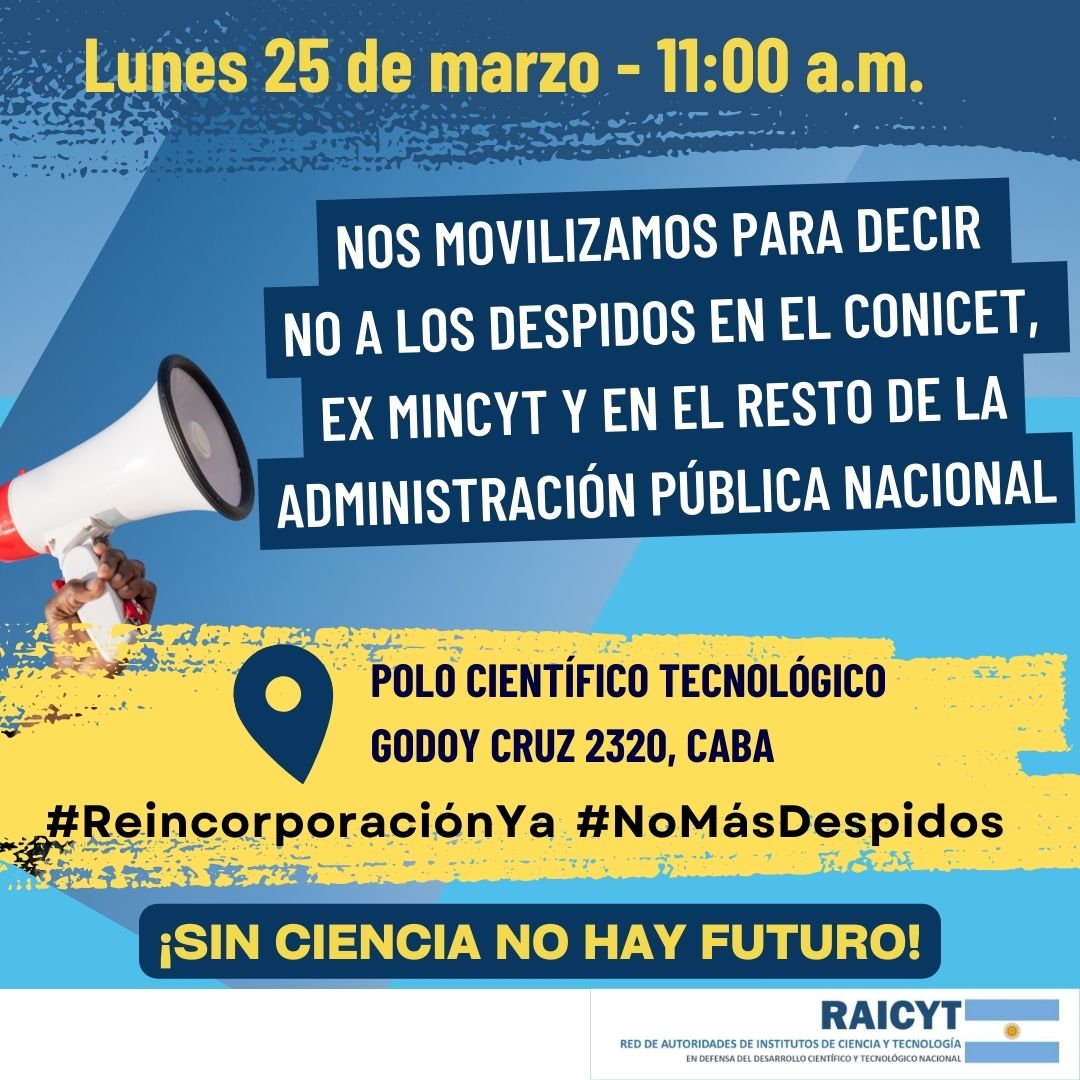 Lunes 25 de marzo - 11:00 a.m.
NOS MOVILIZAMOS PARA DECIR
NO A LOS DESPIDOS EN EL CONICET,
EX MINCYT Y EN EL RESTO DE LA
ADMINISTRACIÓN PÚBLICA NACIONAL
POLO CIENTÍFICO TECNOLÓGICO
GODOY CRUZ 2320, CABA
#ReincorporaciónYa #NoMásDespidos
¡SIN CIENCIA NO HAY FUTURO!
RAICYT
RED DE AUTORIDADES DE INSTITUTOS DE CIENCIA Y TECNOLOGÍA
EN DEFENSA DEL DESARROLLO CIENTÍFICO Y TECNOLÓGICO NACIONAL